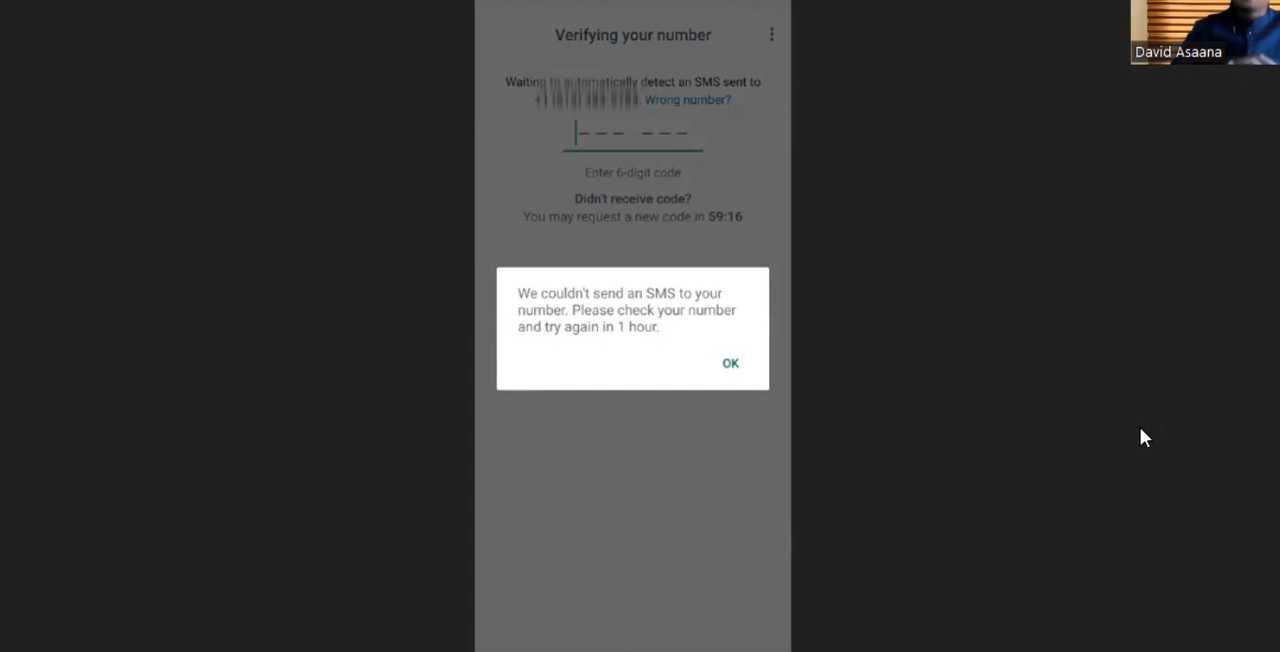 Verifying your number
David Asaana
Waiting to automatically detect an SMS sent to
Wrong number?
Enter 6-digit code
Didn't receive code?
You may request a new code in 59:16
We couldn't send an SMS to your
number. Please check your number
and try again in 1 hour.
OK